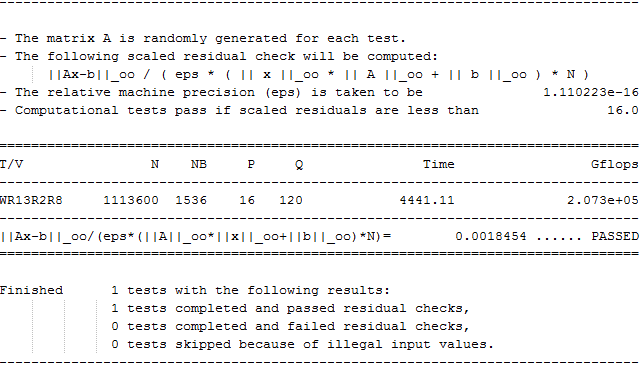 - The matrix A is randomly generated for each test.
- The following scaled residual check will be computed:
||Ax-b||_oo / ( eps * ( || x ||_oo * || A ||_oo + || b ||_oo ) * N )
- The relative machine precision (eps) is taken to be 1.110223e-16
- Computational tests pass if scaled residuals are less than 16.0
T/V N NB P Q Time Gflops
WR13R2R8 1113600 1536 16 120 4441.11 2.073e+05
||Ax-b||_oo/(eps*(||A||_oo*||x||_oo+||b||_oo)*N)= 0.0018454 ...... PASSED
Finished 1 tests with the following results:
1 tests completed and passed residual checks,
0 tests completed and failed residual checks,
0 tests skipped because of illegal input values.